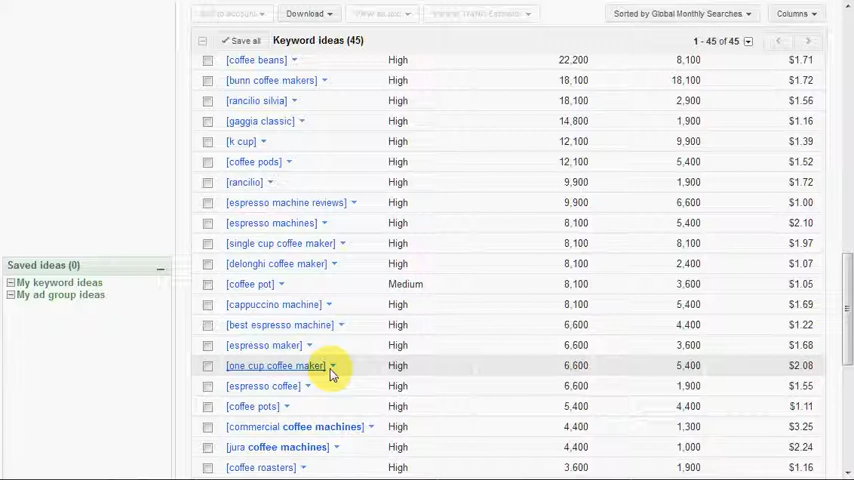 Download
Sorted by Global Monthly Searches
Columns
Save all
Keyword ideas (45)
1 - 45 of 45
[coffee beans] High 22,200 8,100 $1.71
[bunn coffee makers] High 18,100 18,100 $1.72
[rancilio silvia] High 18,100 2,900 $1.56
[gaggia classic] High 14,800 1,900 $1.16
[k cup] High 12,100 9,900 $1.39
[coffee pods] High 12,100 5,400 $1.52
[rancilio] High 9,900 1,900 $1.72
[espresso machine reviews] High 9,900 6,600 $1.00
[espresso machines] High 8,100 5,400 $2.10
[single cup coffee maker] High 8,100 8,100 $1.97
[delonghi coffee maker] High 8,100 2,400 $1.07
[coffee pot] Medium 8,100 3,600 $1.05
[cappuccino machine] High 8,100 4,400 $1.69
[best espresso machine] High 6,600 4,400 $1.22
[espresso maker] High 6,600 3,600 $1.68
[one cup coffee maker] High 6,600 5,400 $2.08
[espresso coffee] High 6,600 1,900 $1.55
[coffee pots] High 5,400 4,400 $1.11
[commercial coffee machines] High 4,400 1,300 $3.25
[jura coffee machines] High 4,400 1,000 $2.24
[coffee roasters] High 3,600 1,900 $1.16
Saved ideas (0)
My keyword ideas
My ad group ideas